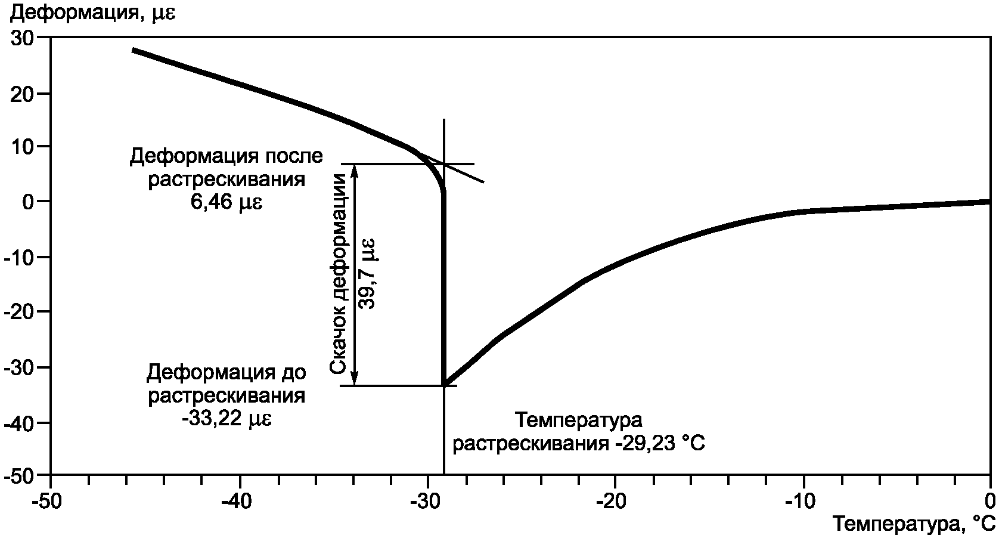 Деформация, με
30
20
10
0
-10
-20
-30
-40
-50
Деформация после
растрескивания
6,46 με
Скачок деформации
39,7 με
Деформация до
растрескивания
-33,22 με
Температура
растрескивания -29,23 °C
-50 -40 -30 -20 -10 0
Температура, °C